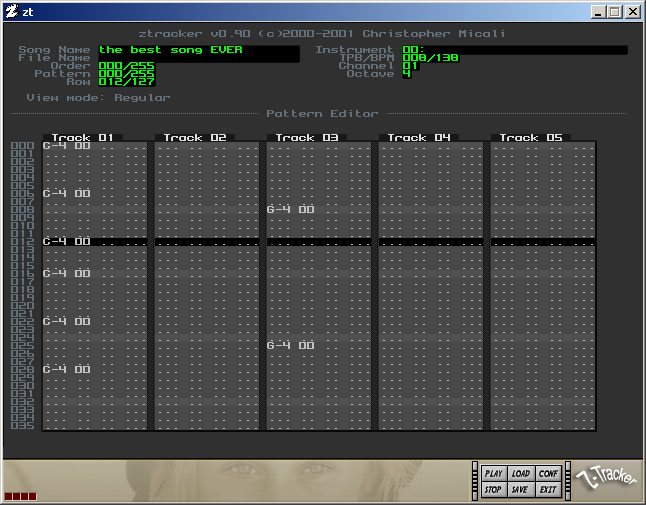 zt
ztracker v0.90 (c)2000-2001 Christopher Micali
Song Name the best song EVER Instrument 00:
File Name TPB/BPM 008/138
Order 000/255 Channel 01
Pattern 000/255 Octave 4
Row 012/127
View mode: Regular
Pattern Editor
Track 01 Track 02 Track 03 Track 04 Track 05
000 C-4 00
001
002
003
004
005
006 C-4 00
007
008 G-4 00
009
010
011
012 C-4 00
013
014
015
016 C-4 00
017
018
019
020
021
022 C-4 00
023
024
025 G-4 00
026
027
028 C-4 00
029
030
031
032
033
034
035
PLAY LOAD CONF
STOP SAVE EXIT
Z-Tracker